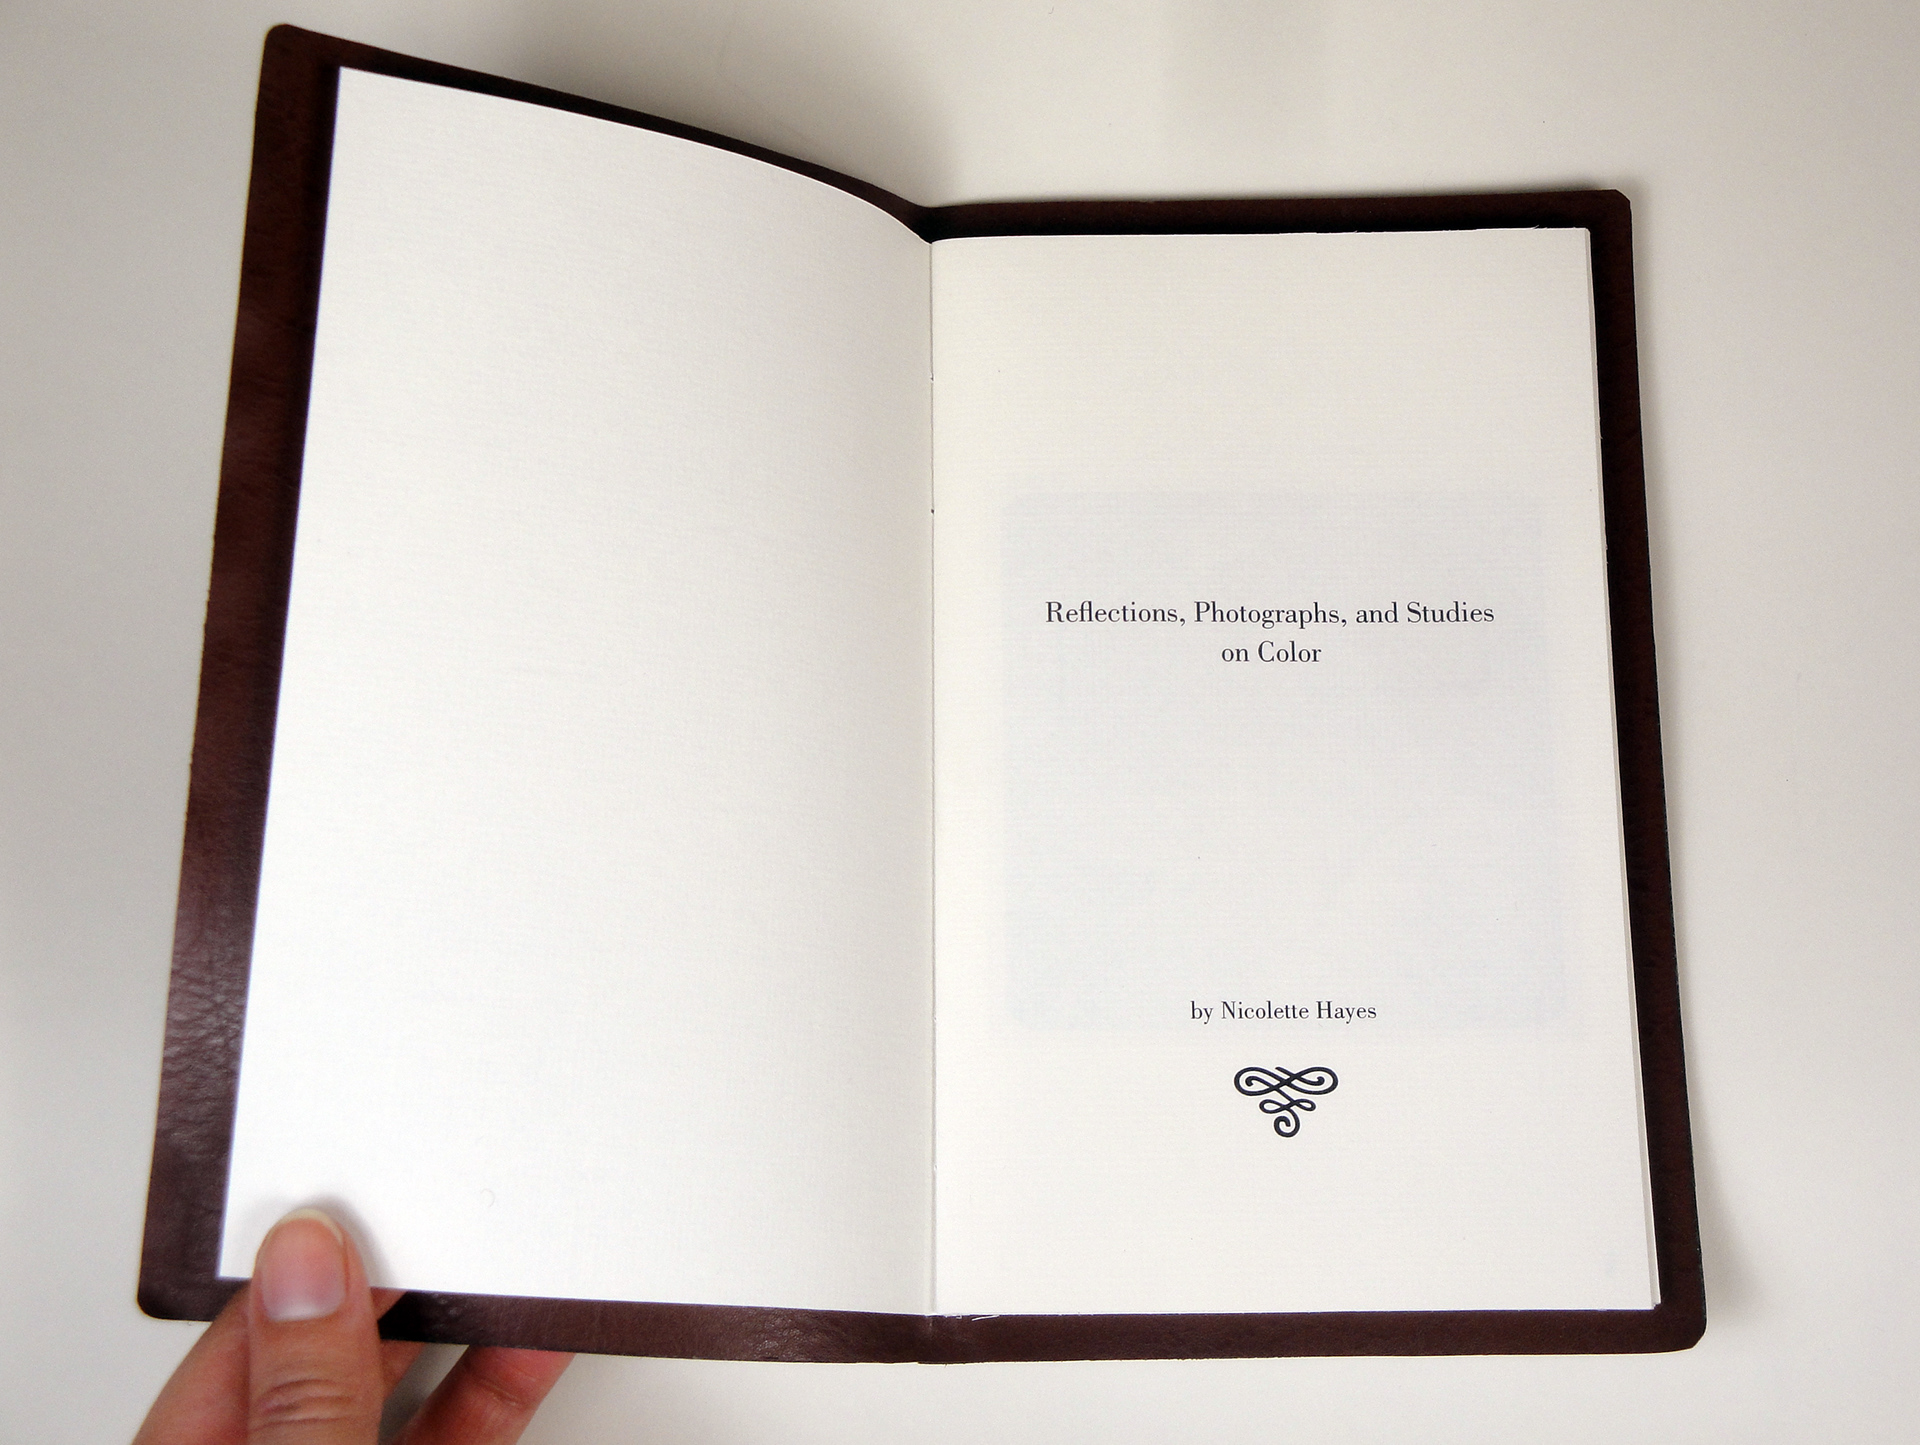 Reflections, Photographs, and Studies
on Color
by Nicolette Hayes